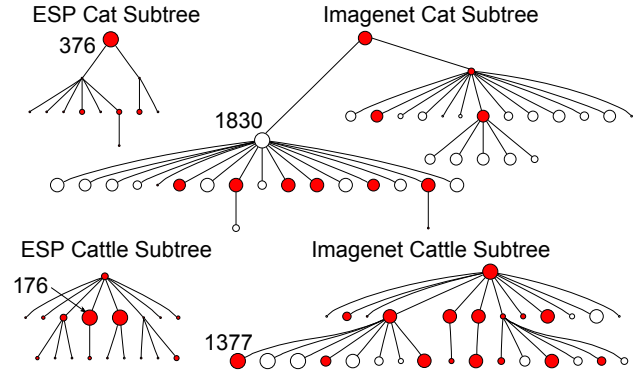 ESP Cat Subtree
Imagenet Cat Subtree
376
1830
ESP Cattle Subtree
Imagenet Cattle Subtree
176
1377